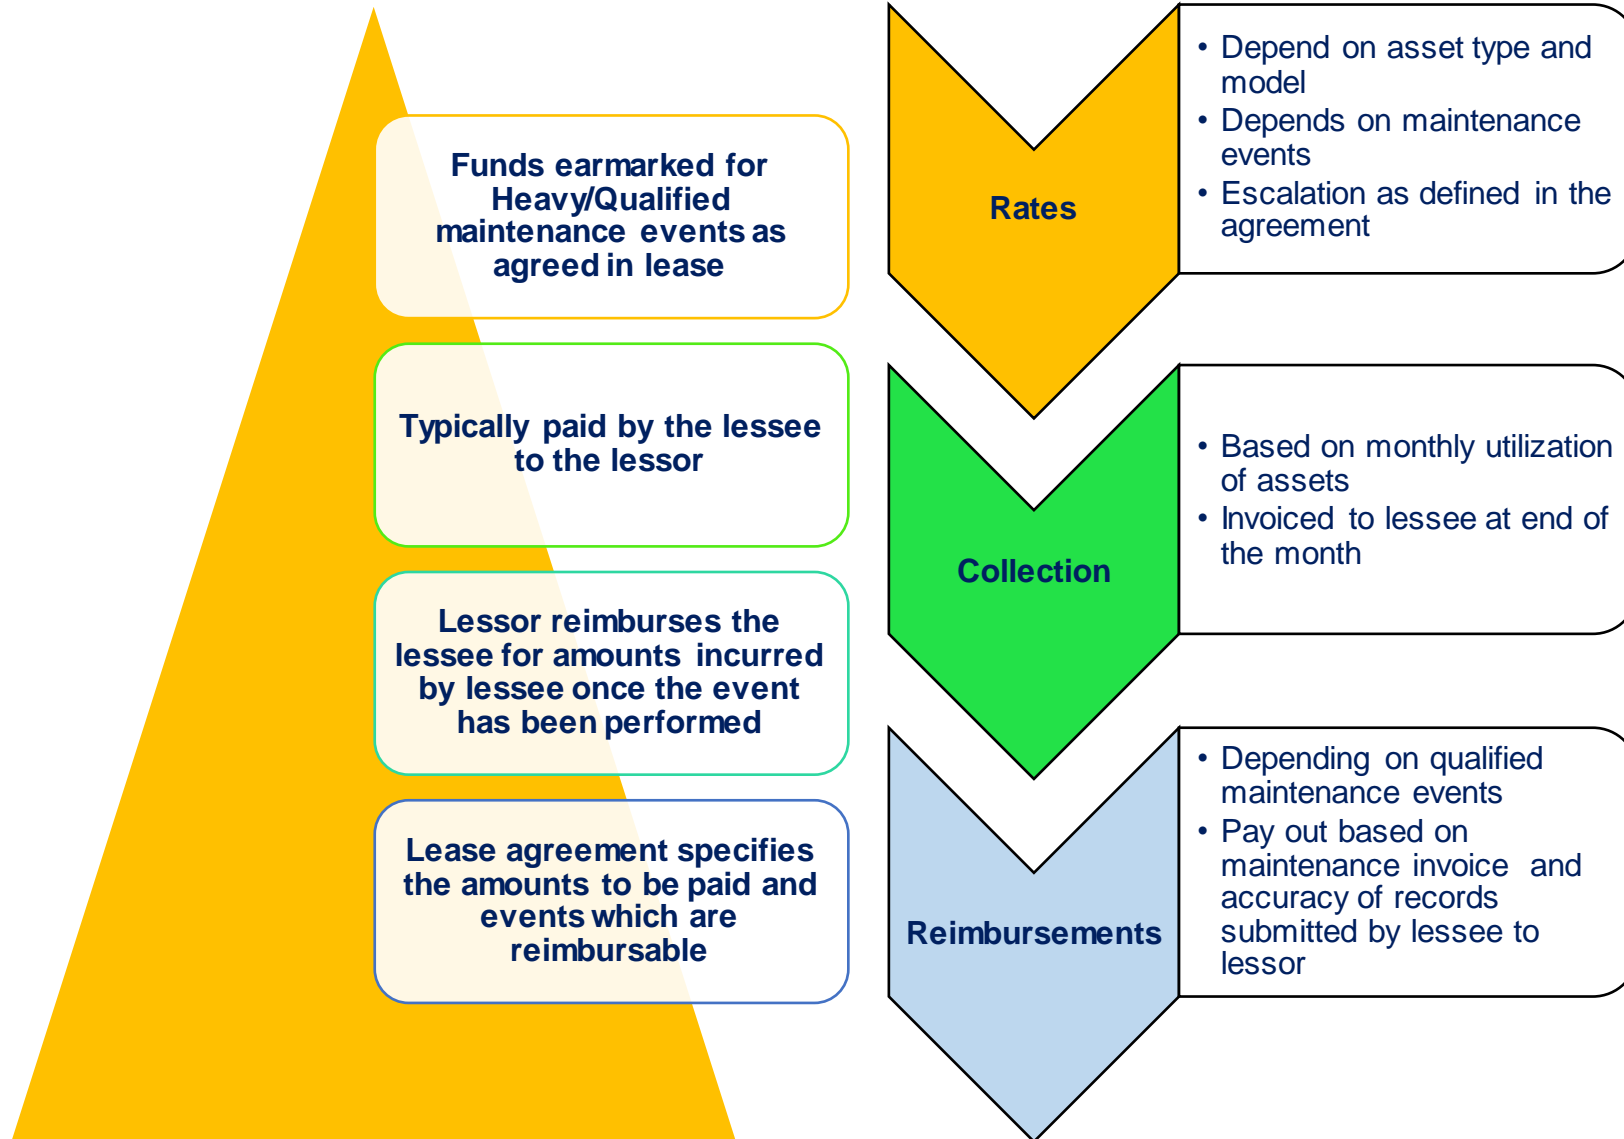 Funds earmarked for
Heavy/Qualified
maintenance events as
agreed in lease
Typically paid by the lessee
to the lessor
Lessor reimburses the
lessee for amounts incurred
by lessee once the event
has been performed
Lease agreement specifies
the amounts to be paid and
events which are
reimbursable
Rates
• Depend on asset type and
model
• Depends on maintenance
events
• Escalation as defined in the
agreement
Collection
• Based on monthly utilization
of assets
• Invoiced to lessee at end of
the month
Reimbursements
• Depending on qualified
maintenance events
• Pay out based on
maintenance invoice and
accuracy of records
submitted by lessee to
lessor